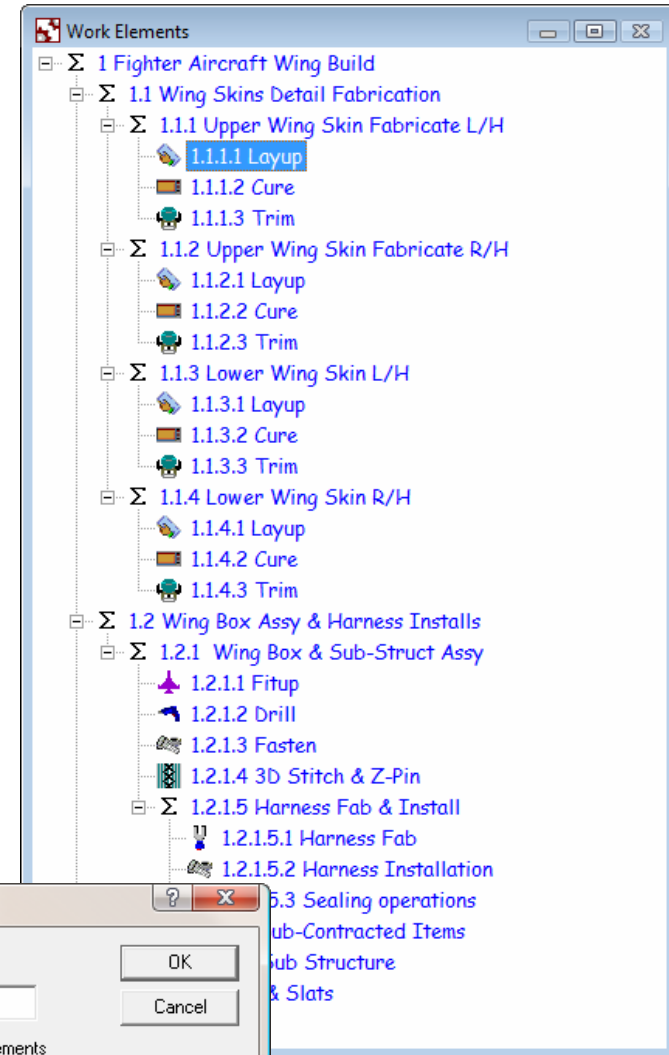 Work Elements
Σ 1 Fighter Aircraft Wing Build
Σ 1.1 Wing Skins Detail Fabrication
Σ 1.1.1 Upper Wing Skin Fabricate L/H
1.1.1.1 Layup
1.1.1.2 Cure
1.1.1.3 Trim
Σ 1.1.2 Upper Wing Skin Fabricate R/H
1.1.2.1 Layup
1.1.2.2 Cure
1.1.2.3 Trim
Σ 1.1.3 Lower Wing Skin L/H
1.1.3.1 Layup
1.1.3.2 Cure
1.1.3.3 Trim
Σ 1.1.4 Lower Wing Skin R/H
1.1.4.1 Layup
1.1.4.2 Cure
1.1.4.3 Trim
Σ 1.2 Wing Box Assy & Harness Installs
Σ 1.2.1 Wing Box & Sub-Struct Assy
1.2.1.1 Fitup
1.2.1.2 Drill
1.2.1.3 Fasten
1.2.1.4 3D Stitch & Z-Pin
Σ 1.2.1.5 Harness Fab & Install
1.2.1.5.1 Harness Fab
1.2.1.5.2 Harness Installation
5.3 Sealing operations
ub-Contracted Items
ub Structure
& Slats
?
OK
Cancel
ements